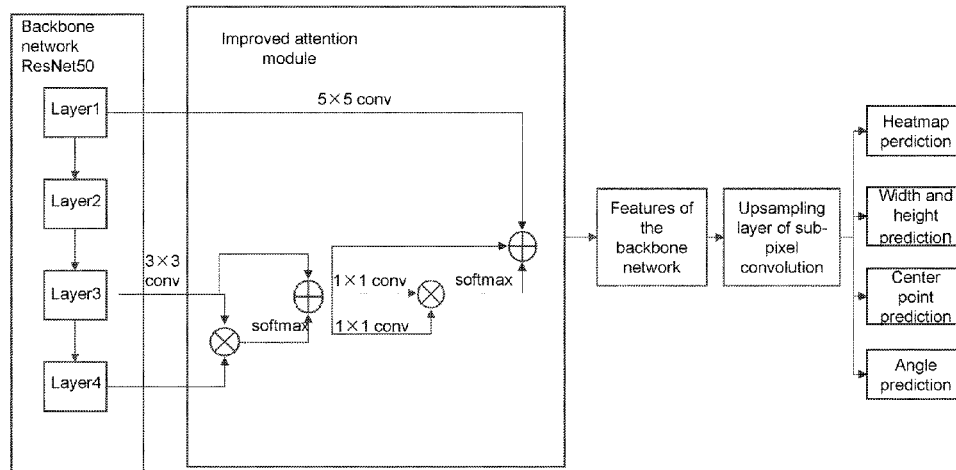 Backbone
network
ResNet50
Layer1
Layer2
Layer3
Layer4
Improved attention
module
5×5 conv
3×3
conv
softmax
1×1 conv
1×1 conv
softmax
Features of
the
backbone
network
Upsampling
layer of sub-
pixel
convolution
Heatmap
perdiction
Width and
height
prediction
Center
point
prediction
Angle
prediction